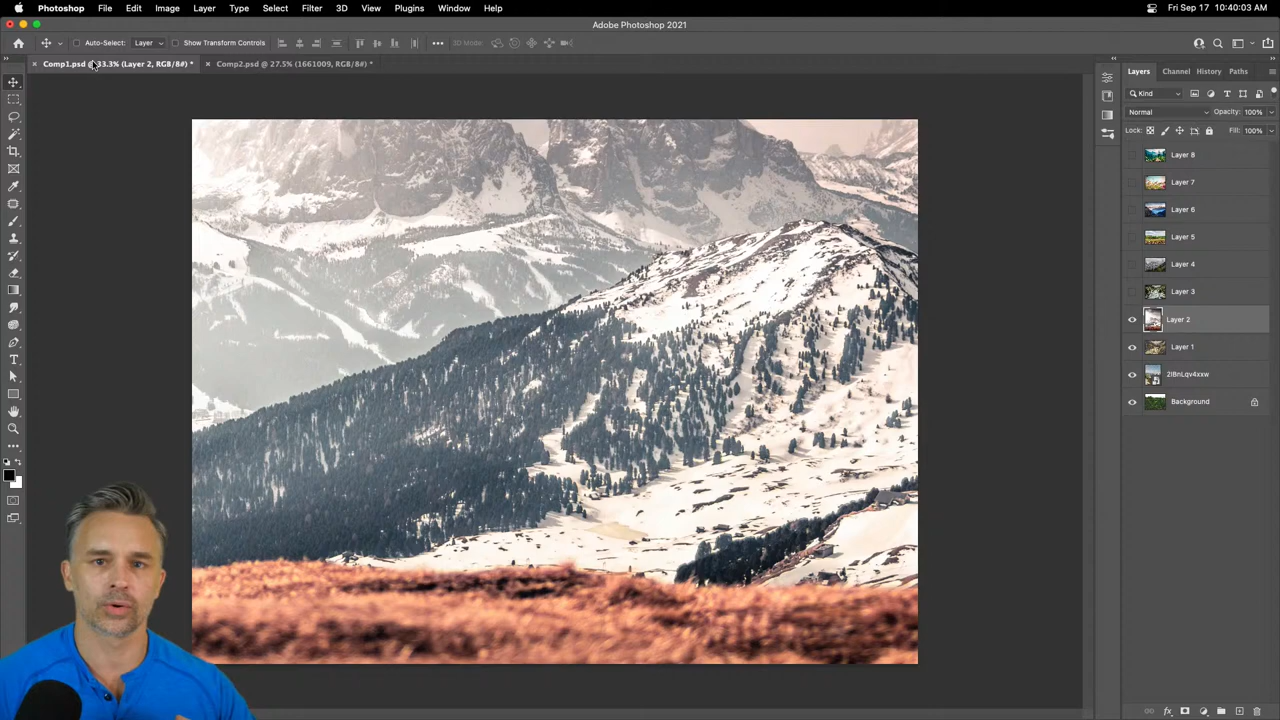 Photoshop File Edit Image Layer Type Select Filter 3D View Plugins Window Help Fri Sep 17 10:40:03 AM
Adobe Photoshop 2021
Auto-Select: Layer Show Transform Controls 3D Mode:
Comp1.psd @ 33.3% (Layer 2, RGB/8#) * Comp2.psd @ 27.5% (1661009, RGB/8#) *
Layers Channel History Paths
Kind
Normal Opacity: 100%
Lock: Fill: 100%
Layer 8
Layer 7
Layer 6
Layer 5
Layer 4
Layer 3
Layer 2
Layer 1
2IBnLqv4xxw
Background